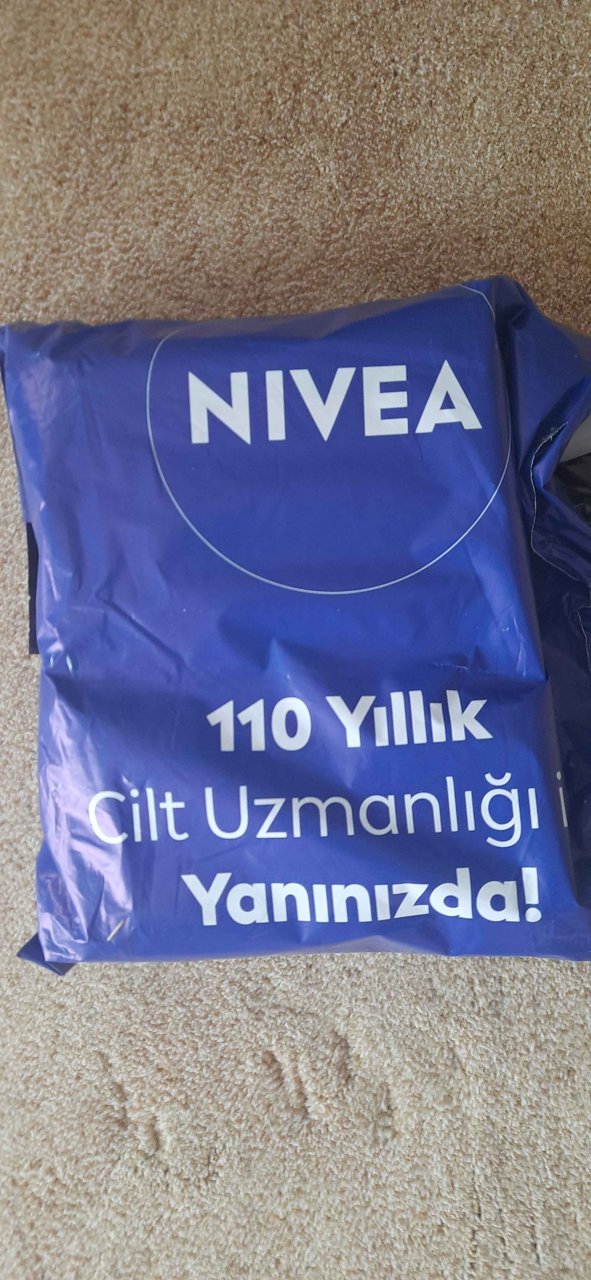 NIVEA
110 Yıllık
Cilt Uzmanlığı i
Yanınızda!